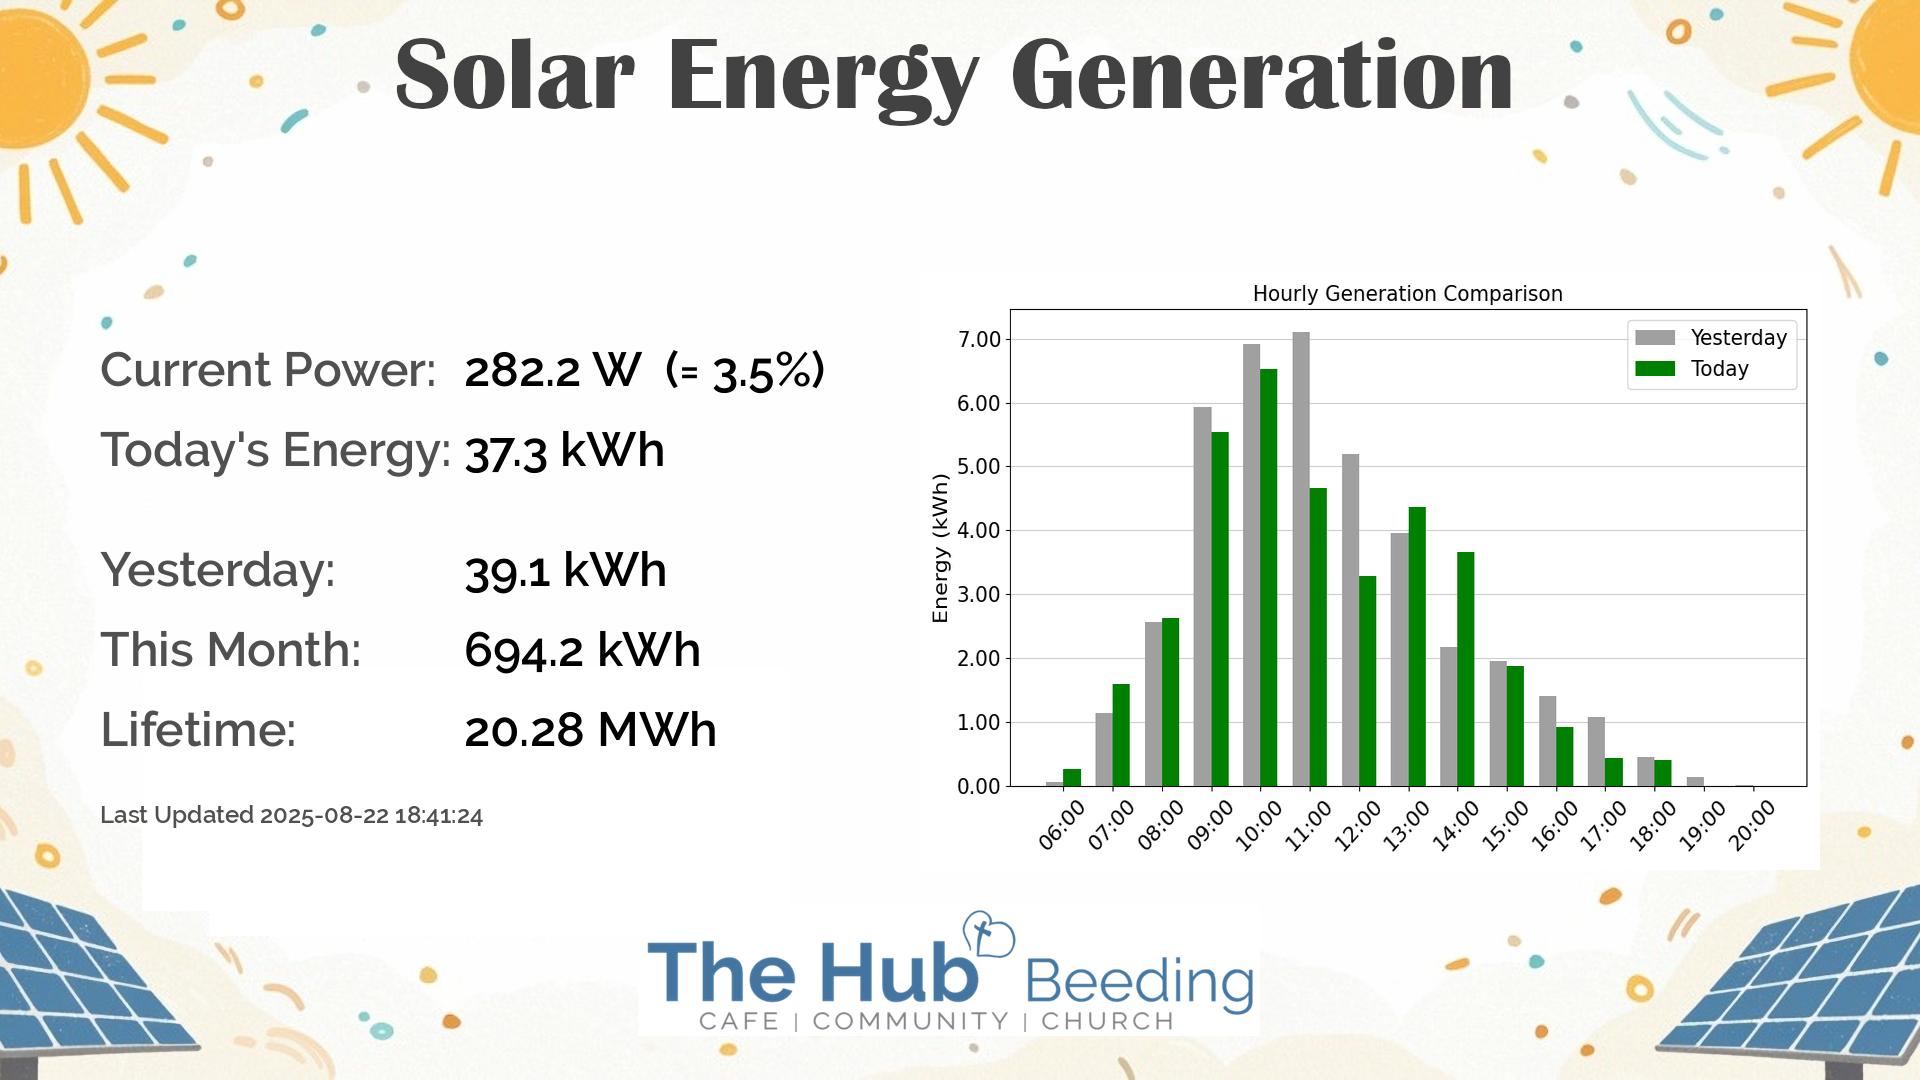 Solar Energy Generation
Current Power: 282.2 W (= 3.5%)
Today's Energy: 37.3 kWh
Yesterday: 39.1 kWh
This Month: 694.2 kWh
Lifetime: 20.28 MWh
Last Updated 2025-08-22 18:41:24
Hourly Generation Comparison
Yesterday
Today
Energy (kWh)
7.00
6.00
5.00
4.00
3.00
2.00
1.00
0.00
06:00 07:00 08:00 09:00 10:00 11:00 12:00 13:00 14:00 15:00 16:00 17:00 18:00 19:00 20:00
The Hub Beeding
CAFE | COMMUNITY | CHURCH